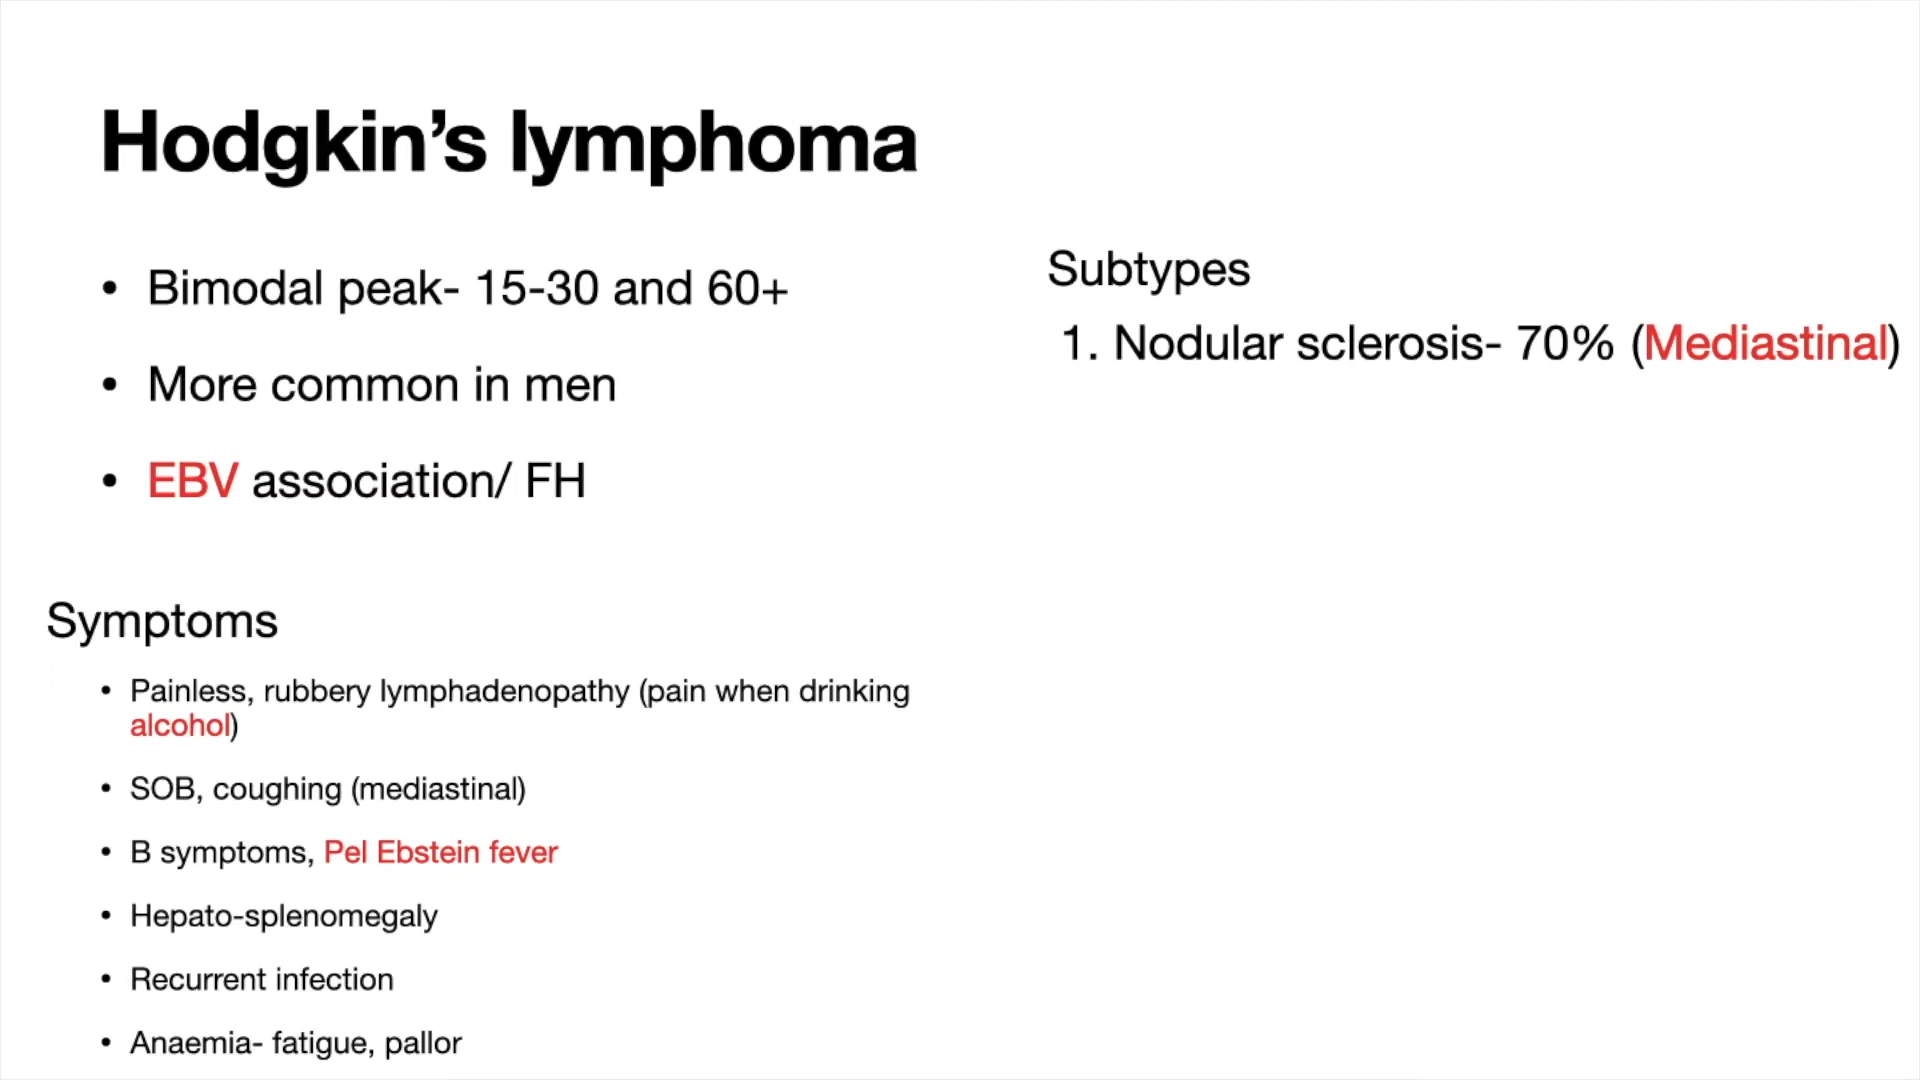 Hodgkin’s lymphoma
• Bimodal peak- 15-30 and 60+
• More common in men
• EBV association/ FH
Symptoms
• Painless, rubbery lymphadenopathy (pain when drinking
alcohol)
• SOB, coughing (mediastinal)
• B symptoms, Pel Ebstein fever
• Hepato-splenomegaly
• Recurrent infection
• Anaemia- fatigue, pallor
Subtypes
1. Nodular sclerosis- 70% (Mediastinal)